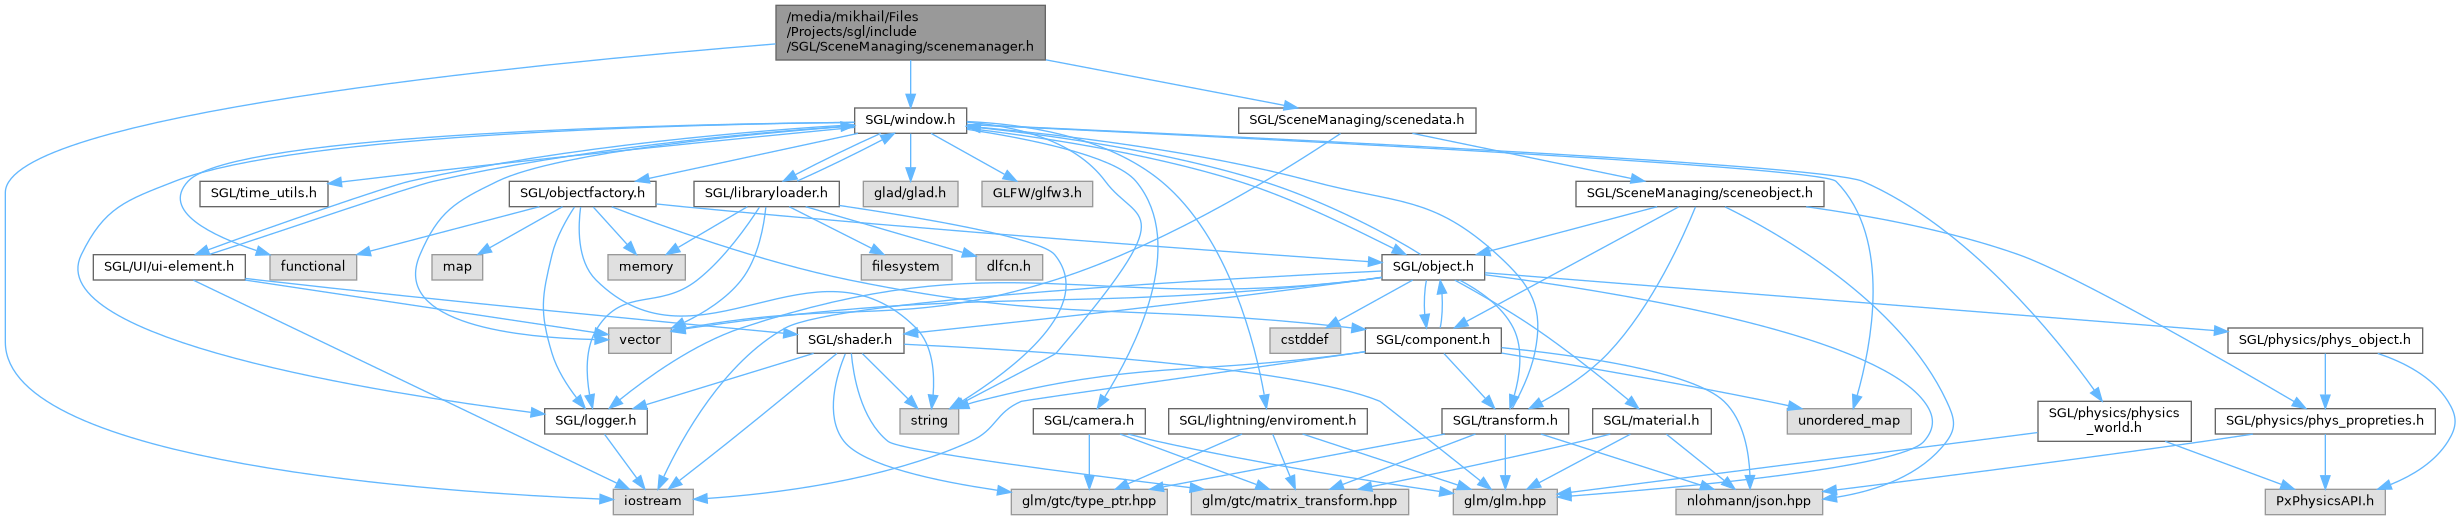 /media/mikhail/Files
/Projects/sgl/include
/SGL/SceneManaging/scenemanager.h
SGL/window.h
SGL/SceneManaging/scenedata.h
SGL/time_utils.h
SGL/objectfactory.h
SGL/libraryloader.h
glad/glad.h
GLFW/glfw3.h
SGL/SceneManaging/sceneobject.h
SGL/UI/ui-element.h
functional
map
memory
filesystem
dlfcn.h
SGL/object.h
vector
SGL/shader.h
cstddef
SGL/component.h
SGL/physics/phys_object.h
SGL/logger.h
string
SGL/camera.h
SGL/lightning/enviroment.h
SGL/transform.h
SGL/material.h
unordered_map
SGL/physics/physics
_world.h
SGL/physics/phys_propreties.h
iostream
glm/gtc/type_ptr.hpp
glm/gtc/matrix_transform.hpp
glm/glm.hpp
nlohmann/json.hpp
PxPhysicsAPI.h